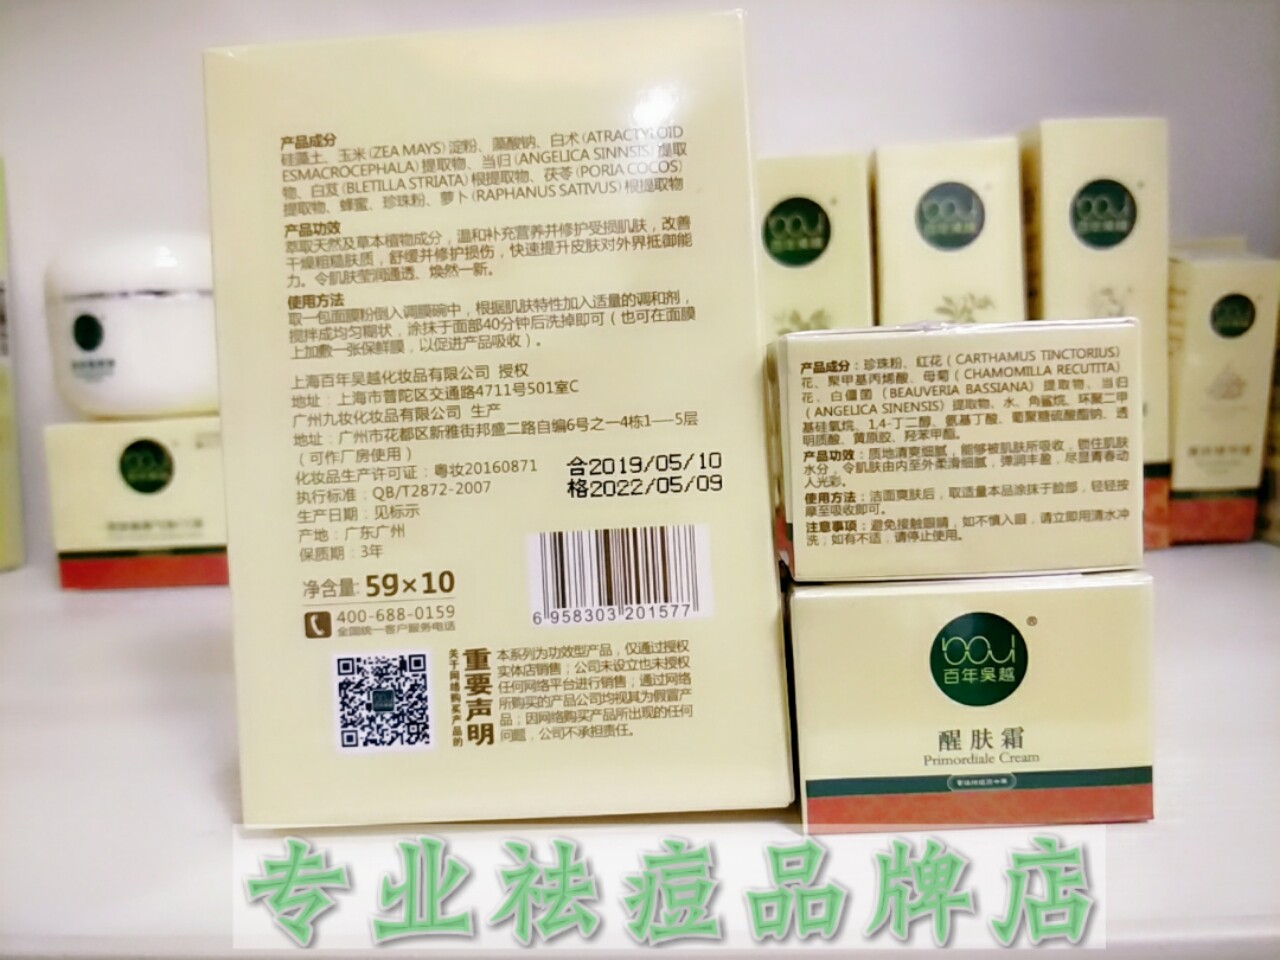 产品成分
硅藻土、玉米(ZEA MAYS)淀粉、藻酸钠、白术(ATRACTYLOID
ESMACROCEPHALA)提取物、当归(ANGELICA SINNSIS)提取
物、白芨(BLETILLA STRIATA)根提取物、茯苓(PORIA COCOS)
提取物、蜂蜜、珍珠粉、萝卜(RAPHANUS SATIVUS)根提取物
产品功效
萃取天然及草本植物成分，温和补充营养并修护受损肌肤，改善
干燥粗糙肤质，舒缓并修护损伤，快速提升皮肤对外界抵御能
力。令肌肤莹润通透、焕然一新。
使用方法
取一包面膜粉倒入调膜碗中，根据肌肤特性加入适量的调和剂，
搅拌成均匀糊状，涂抹于面部40分钟后洗掉即可（也可在面膜
上加敷一张保鲜膜，以促进产品吸收）。
上海百年吴越化妆品有限公司 授权
地址：上海市普陀区交通路4711号501室C
广州九妆化妆品有限公司 生产
地址：广州市花都区新雅街邦盛二路自编6号之一4栋1—5层
（可作厂房使用）
化妆品生产许可证：粤妆20160871
执行标准：QB/T2872-2007
生产日期：见标示
产地：广东广州
保质期：3年
合2019/05/10
格2022/05/09
净含量: 5g×10
400-688-0159
全国统一客户服务电话
6 958303 201577
关于网络购买产品的
重要声明
本系列为功效型产品，仅通过授权
实体店销售；公司未设立也未授权
任何网络平台进行销售；通过网络
所购买的产品公司均视其为假冒产
品；因网络购买产品所出现的任何
问题，公司不承担责任。
产品成分：珍珠粉、红花（CARTHAMUS TINCTORIUS）
花、聚甲基丙烯酸、母菊（CHAMOMILLA RECUTITA）
花、白僵菌（BEAUVERIA BASSIANA）提取物、当归
（ANGELICA SINENSIS）提取物、水、角鲨烷、环聚二甲
基硅氧烷、1,4-丁二醇、氨基丁酸、葡聚糖硫酸酯钠、透
明质酸、黄原胶、羟苯甲酯。
产品功效：质地清爽细腻，能够被肌肤所吸收，锁住肌肤
水分，令肌肤由内至外柔滑细腻，弹润丰盈，尽显青春动
人光彩。
使用方法：洁面爽肤后，取适量本品涂抹于脸部，轻轻按
摩至吸收即可。
注意事项：避免接触眼睛，如不慎入眼，请立即用清水冲
洗，如有不适，请停止使用。
百年吴越
®
醒肤霜
Primordiale Cream
专业祛痘品牌店